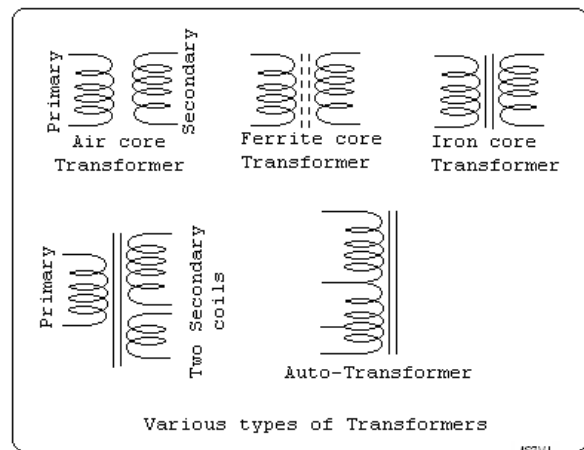 Primary
Secondary
Air core
Transformer
Ferrite core
Transformer
Iron core
Transformer
Primary
Two Secondary
coils
Auto-Transformer
Various types of Transformers